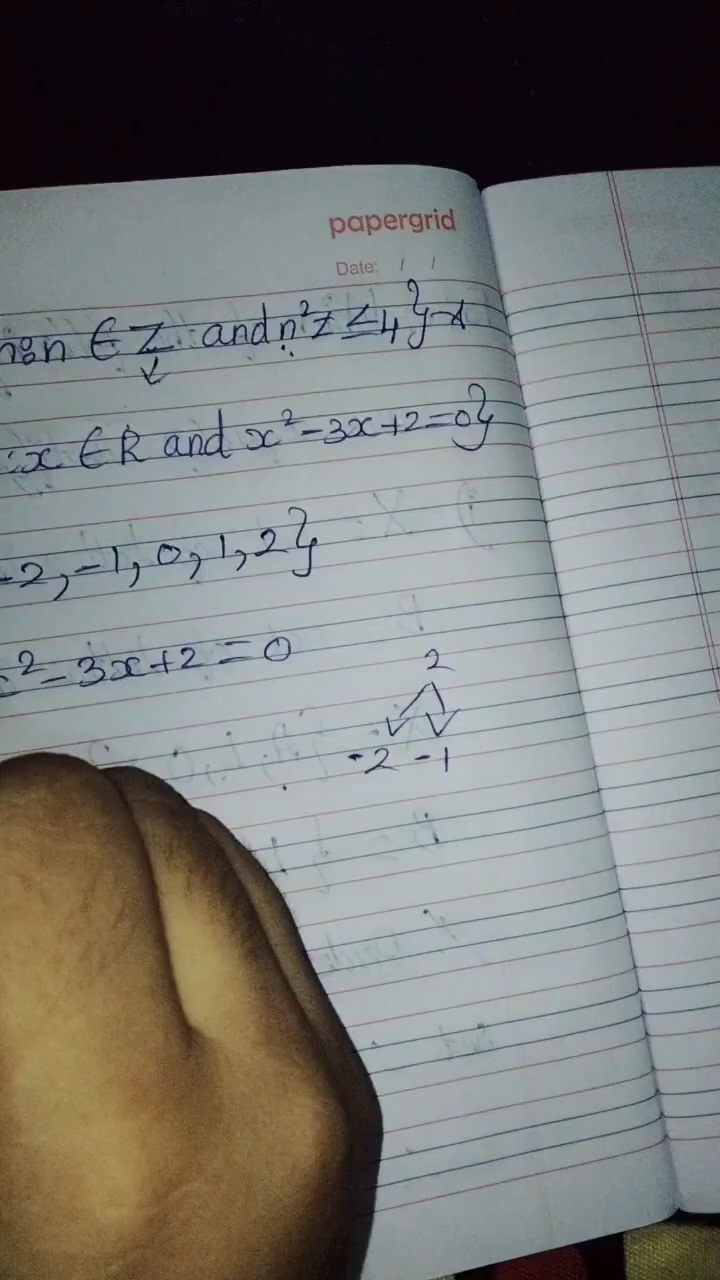 papergrid
Date: / /
n ∈ Z and n² ≤ 4}
:x ∈ R and x²-3x+2=0}
-2, -1, 0, 1, 2}
²-3x+2=0
2
-2 -1